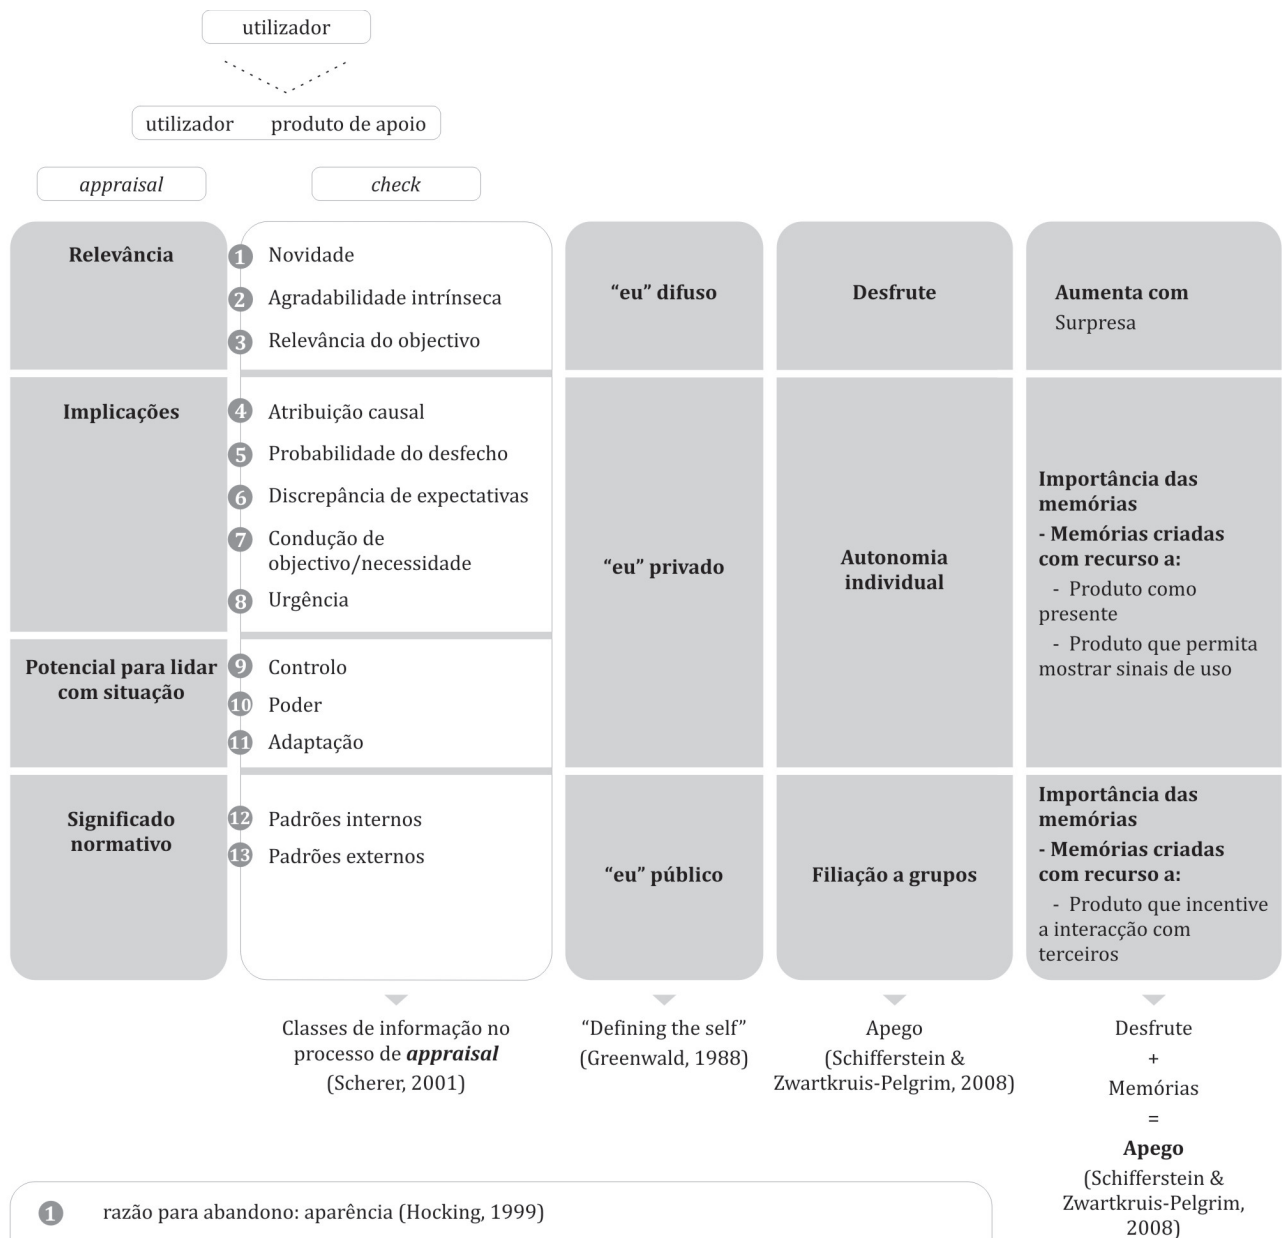 utilizador
utilizador produto de apoio
appraisal
check
Relevância
1 Novidade
2 Agradabilidade intrínseca
3 Relevância do objectivo
"eu" difuso
Desfrute
Aumenta com
Surpresa
Implicações
4 Atribuição causal
5 Probabilidade do desfecho
6 Discrepância de expectativas
7 Condução de
objectivo/necessidade
8 Urgência
Potencial para lidar
com situação
9 Controlo
10 Poder
11 Adaptação
"eu" privado
Autonomia
individual
Importância das
memórias
- Memórias criadas
com recurso a:
- Produto como
presente
- Produto que permita
mostrar sinais de uso
Significado
normativo
12 Padrões internos
13 Padrões externos
"eu" público
Filiação a grupos
Importância das
memórias
- Memórias criadas
com recurso a:
- Produto que incentive
a interacção com
terceiros
Classes de informação no
processo de appraisal
(Scherer, 2001)
"Defining the self"
(Greenwald, 1988)
Apego
(Schifferstein &
Zwartkruis-Pelgrim, 2008)
Desfrute
+
Memórias
=
Apego
(Schifferstein &
Zwartkruis-Pelgrim,
2008)
1 razão para abandono: aparência (Hocking, 1999)